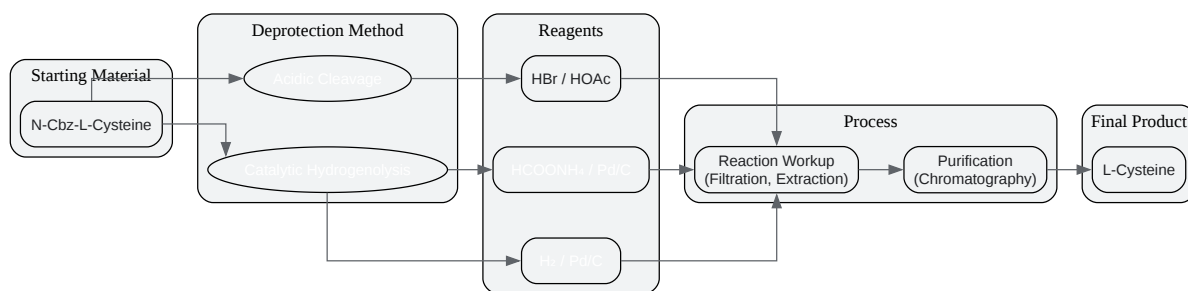 Deprotection Method
Reagents
Starting Material
Acidic Cleavage
HBr / HOAc
Process
Final Product
N-Cbz-L-Cysteine
Catalytic Hydrogenolysis
HCOONH₄ / Pd/C
Reaction Workup
(Filtration, Extraction)
Purification
(Chromatography)
L-Cysteine
H₂ / Pd/C